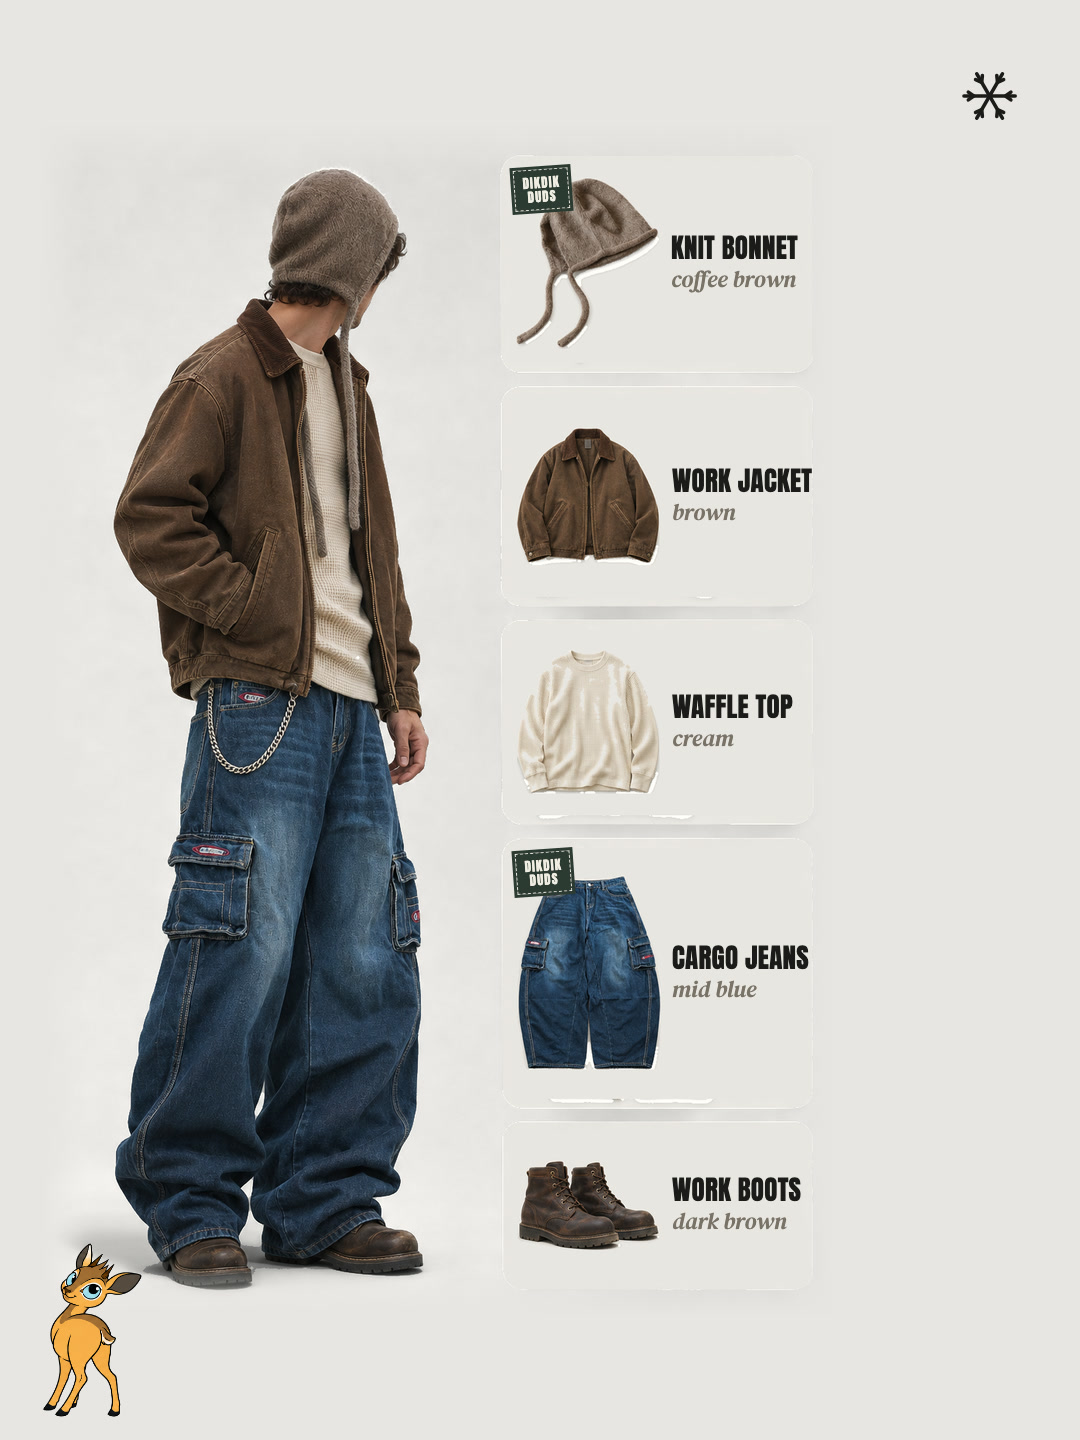 DIKDIK
DUDS
KNIT BONNET
coffee brown
WORK JACKET
brown
WAFFLE TOP
cream
DIKDIK
DUDS
CARGO JEANS
mid blue
WORK BOOTS
dark brown